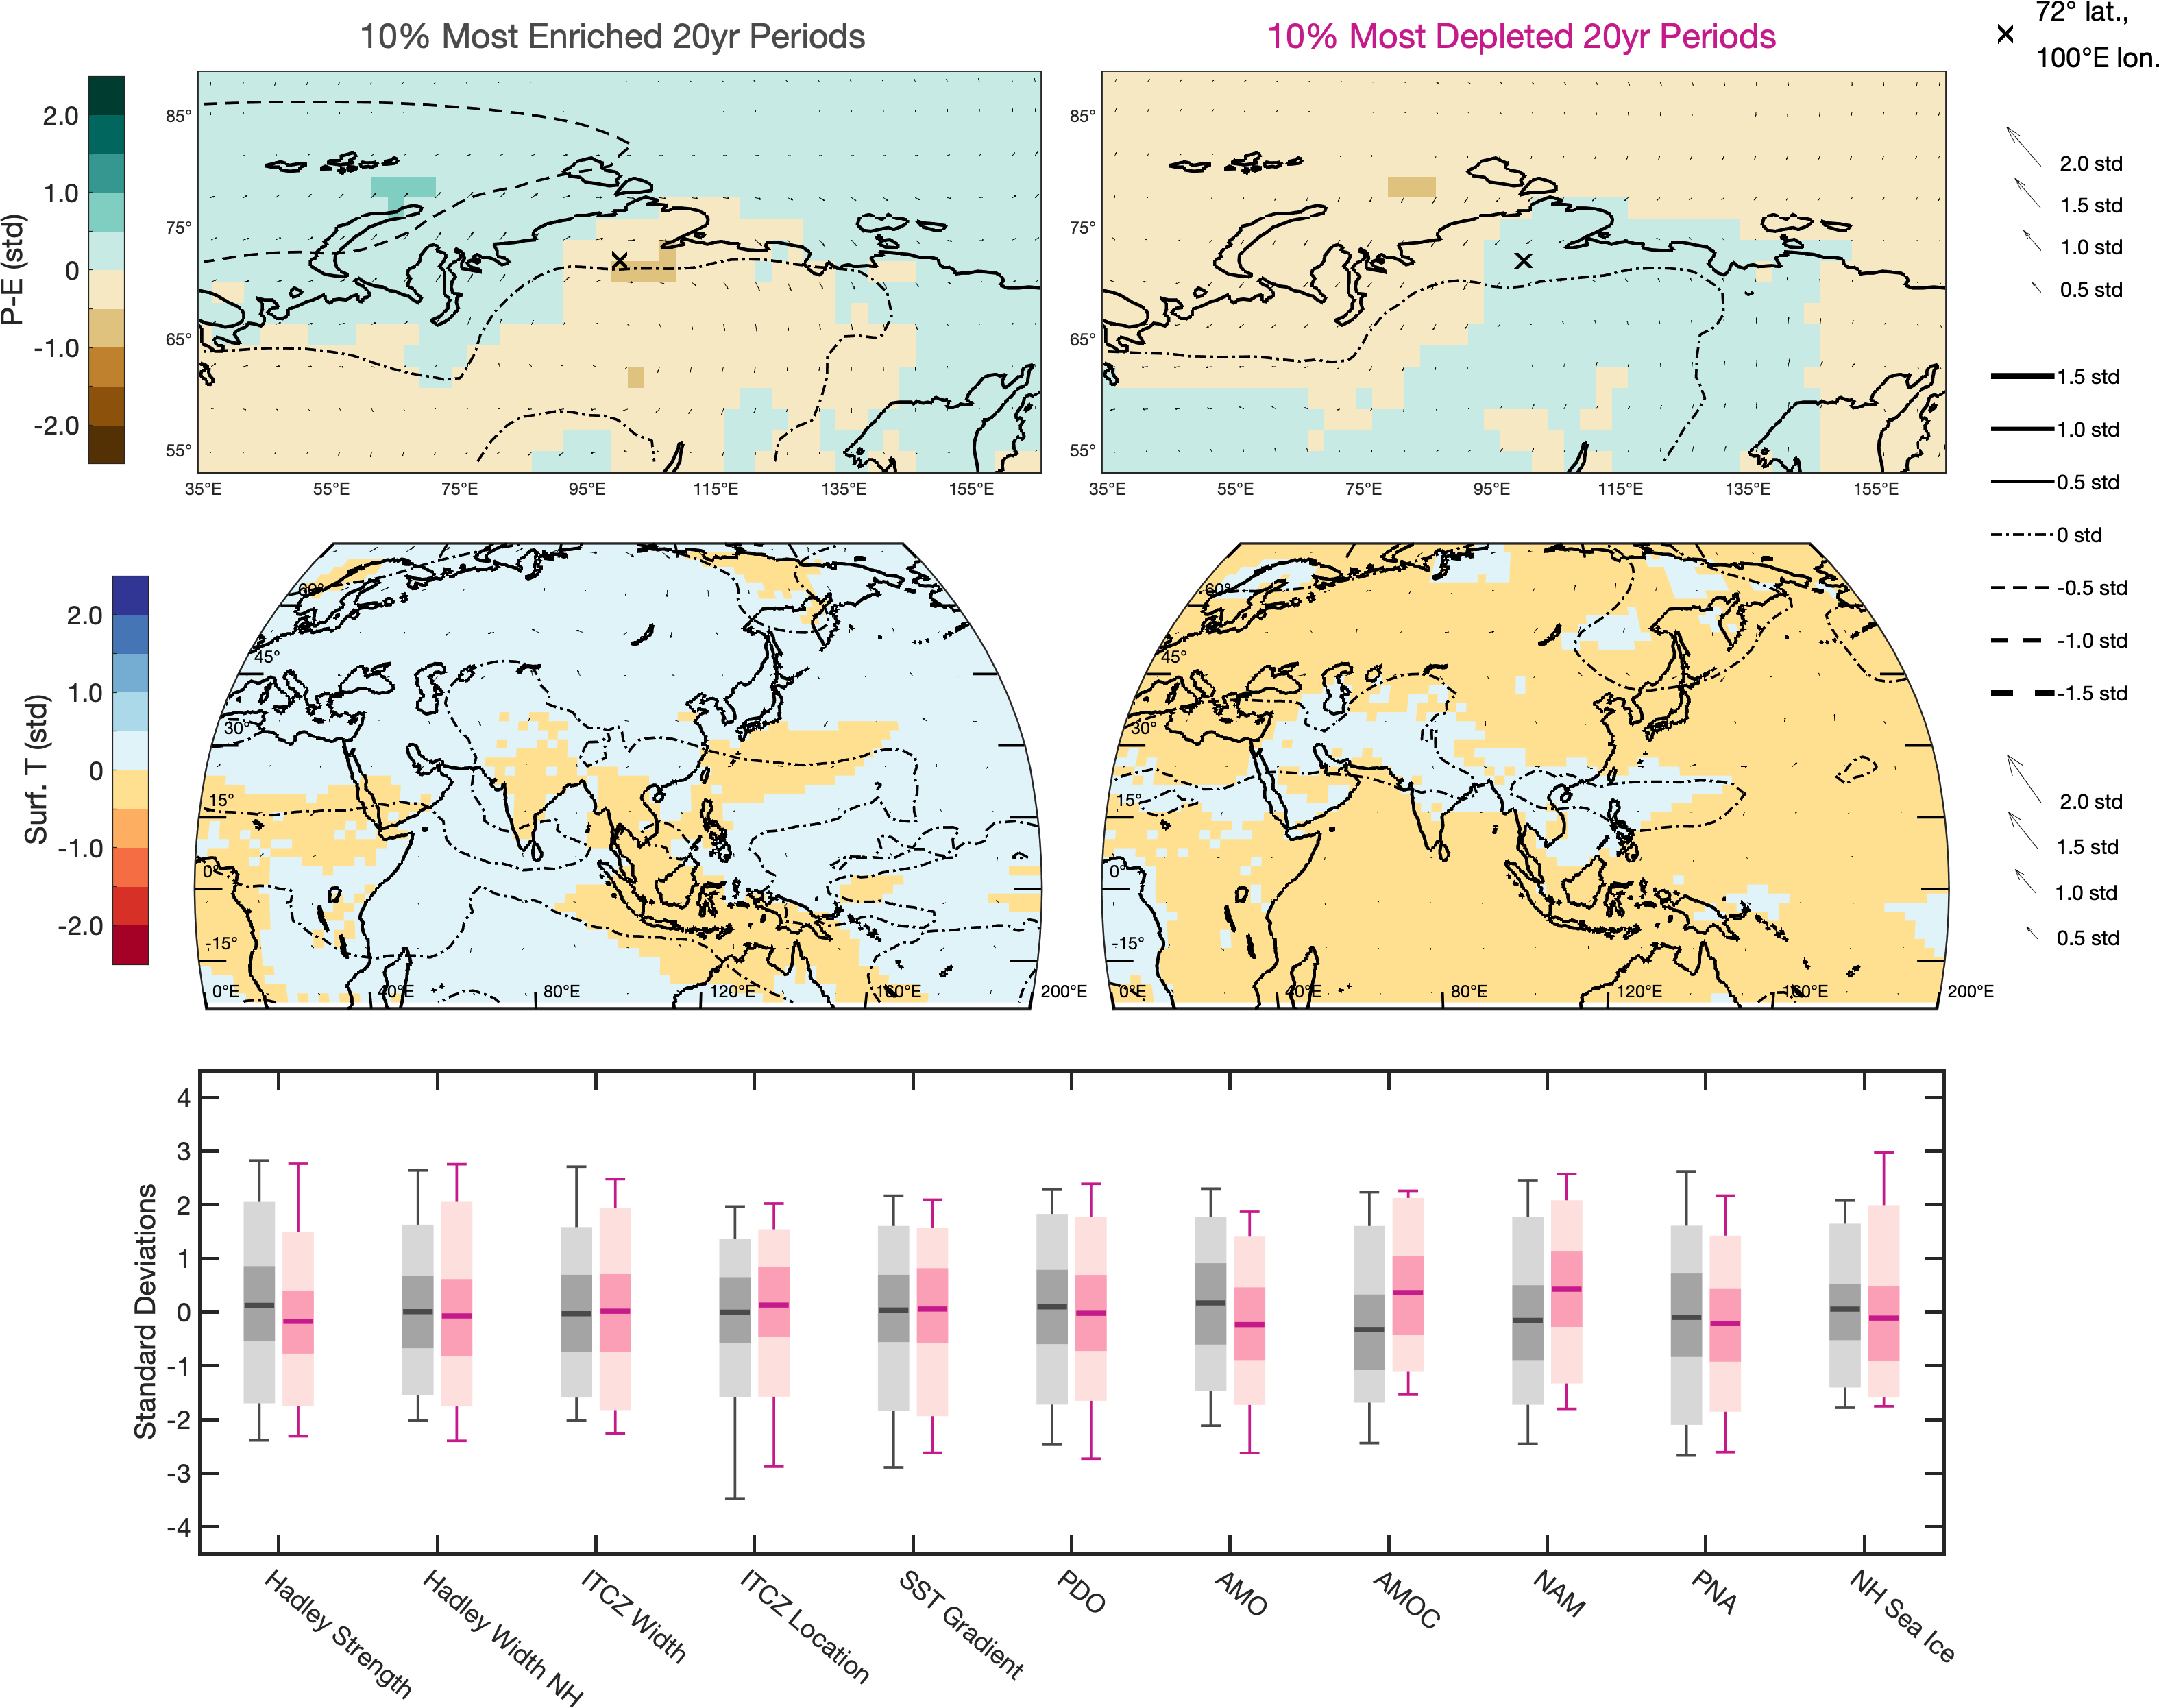 10% Most Enriched 20yr Periods
10% Most Depleted 20yr Periods
72° lat.,
100°E lon.
P-E (std)
2.0
1.0
0
-1.0
-2.0
85°
75°
65°
55°
35°E 55°E 75°E 95°E 115°E 135°E 155°E
85°
75°
65°
55°
35°E 55°E 75°E 95°E 115°E 135°E 155°E
2.0 std
1.5 std
1.0 std
0.5 std
1.5 std
1.0 std
0.5 std
0 std
-0.5 std
-1.0 std
-1.5 std
Surf. T (std)
2.0
1.0
0
-1.0
-2.0
60°
45°
30°
15°
0°
-15°
0°E 40°E 80°E 120°E 160°E 200°E
60°
45°
30°
15°
0°
-15°
0°E 40°E 80°E 120°E 160°E 200°E
2.0 std
1.5 std
1.0 std
0.5 std
Standard Deviations
4
3
2
1
0
-1
-2
-3
-4
Hadley Strength
Hadley Width NH
ITCZ Width
ITCZ Location
SST Gradient
PDO
AMO
AMOC
NAM
PNA
NH Sea Ice